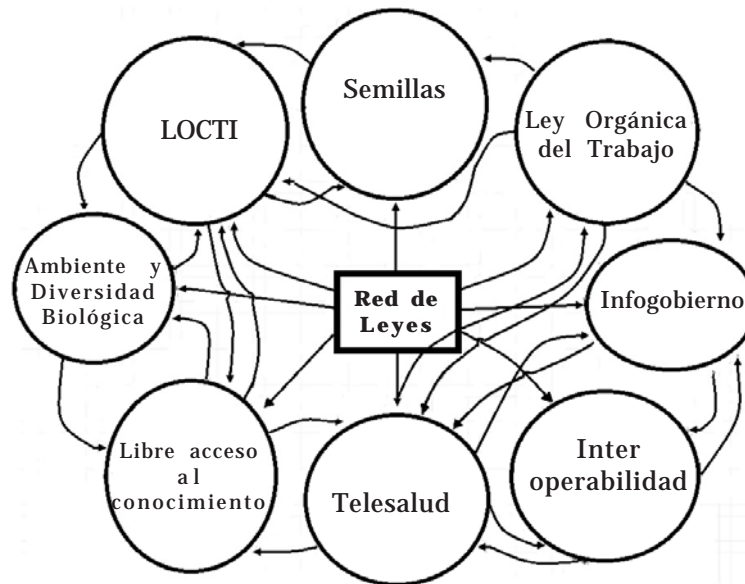 Semillas
LOCTI
Ley Orgánica
del Trabajo
Ambiente y
Diversidad
Biológica
Red de
Leyes
Infogobierno
Libre acceso
al
conocimiento
Telesalud
Inter
operabilidad